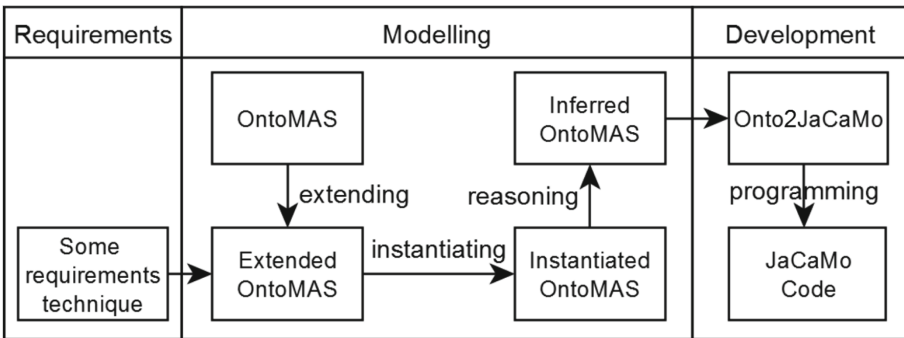 Requirements
Modelling
Development
OntoMAS
Inferred
OntoMAS
Onto2JaCaMo
extending
reasoning
programming
Some
requirements
technique
Extended
OntoMAS
instantiating
Instantiated
OntoMAS
JaCaMo
Code